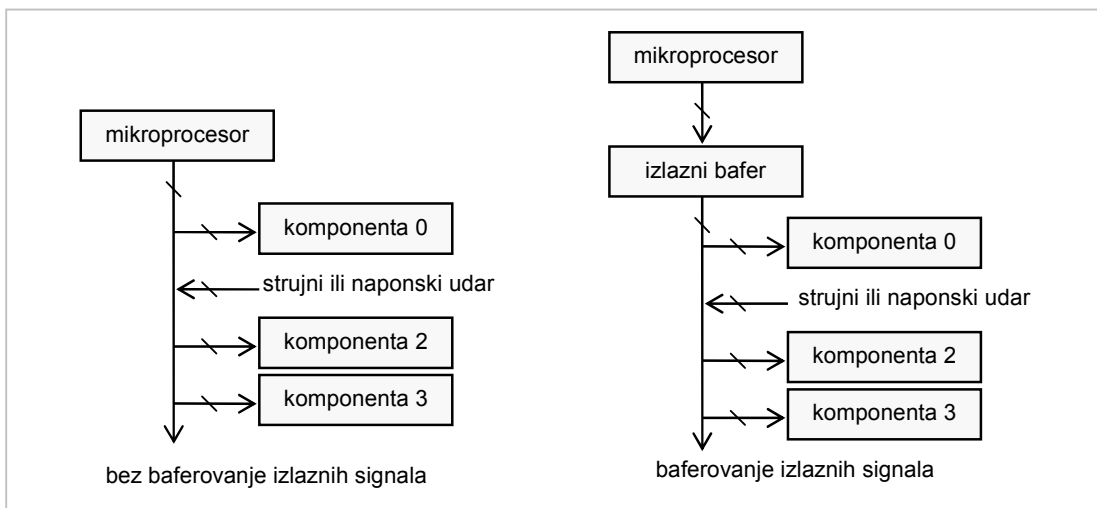 mikroprocesor
komponenta 0
strujni ili naponski udar
komponenta 2
komponenta 3
bez baferovanje izlaznih signala
mikroprocesor
izlazni bafer
komponenta 0
strujni ili naponski udar
komponenta 2
komponenta 3
baferovanje izlaznih signala